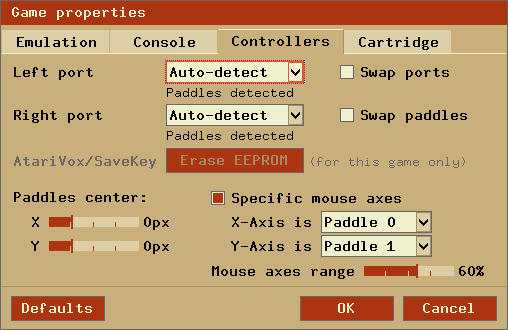 Game properties
Emulation Console Controllers Cartridge
Left port Auto-detect Swap ports
Paddles detected
Right port Auto-detect Swap paddles
Paddles detected
AtariVox/SaveKey Erase EEPROM (for this game only)
Paddles center: Specific mouse axes
X 0px X-Axis is Paddle 0
Y 0px Y-Axis is Paddle 1
Mouse axes range 60%
Defaults OK Cancel